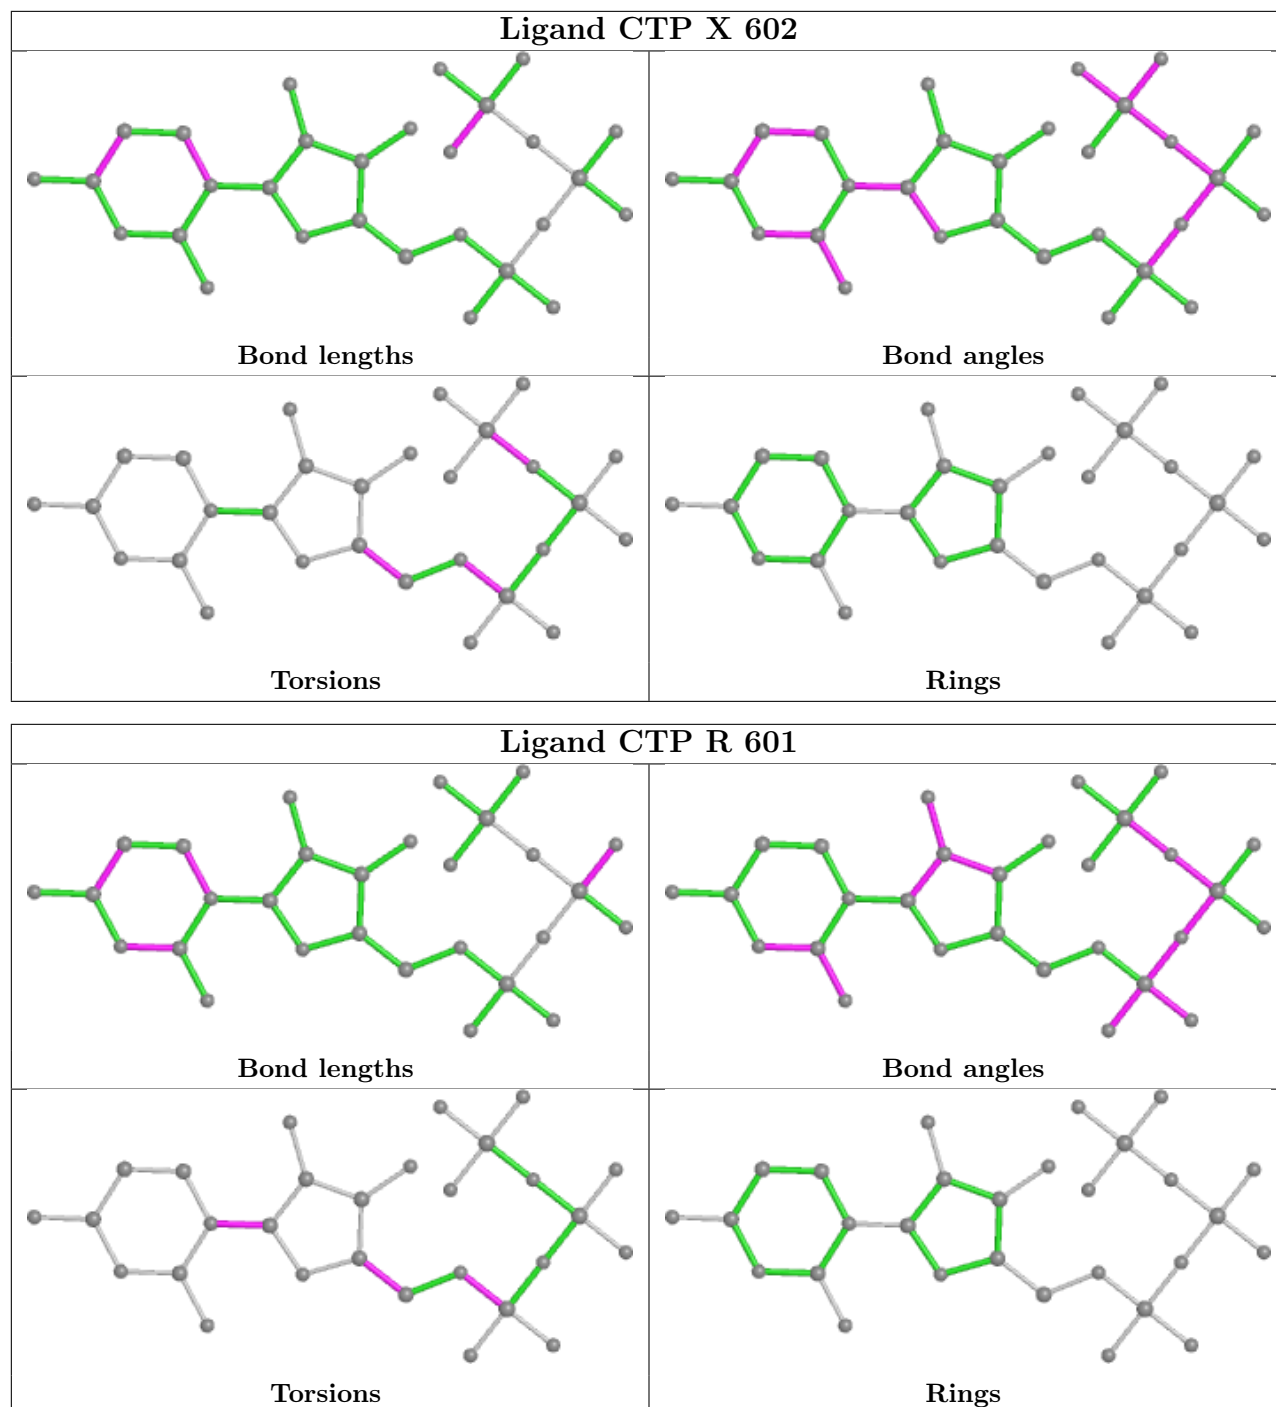 Ligand CTP X 602
Bond lengths
Bond angles
Torsions
Rings
Ligand CTP R 601
Bond lengths
Bond angles
Torsions
Rings